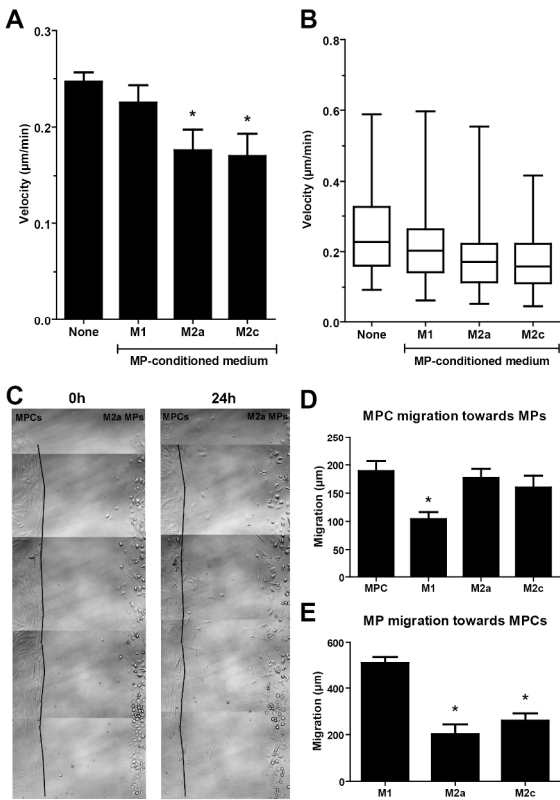 A
0.3
0.2
0.1
0.0
Velocity (µm/min)
* *
None M1 M2a M2c
MP-conditioned medium
B
0.8
0.6
0.4
0.2
0.0
Velocity (µm/min)
None M1 M2a M2c
MP-conditioned medium
C
0h 24h
MPCs M2a MPs MPCs M2a MPs
D
MPC migration towards MPs
200
150
100
50
0
250
Migration (µm)
*
MPC M1 M2a M2c
E
MP migration towards MPCs
600
400
200
0
Migration (µm)
* *
M1 M2a M2c